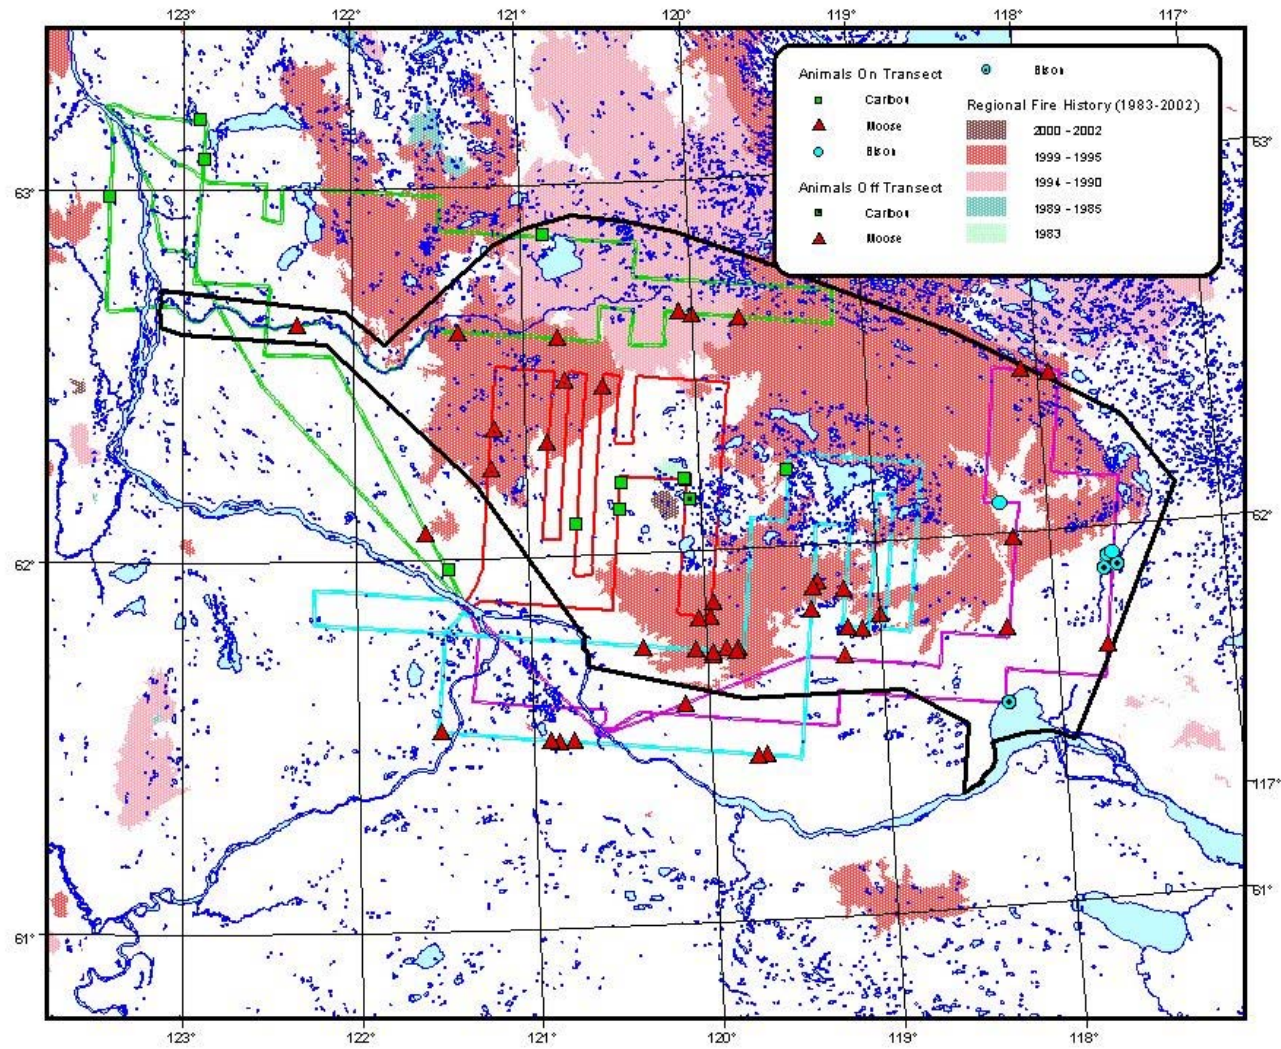 123° 122° 121° 120° 119° 118° 117°
Animals On Transect
Caribou
Moose
Bison
Animals Off Transect
Caribou
Moose
Bison
Regional Fire History (1983-2002)
2000 - 2002
1999 - 1995
1994 - 1990
1989 - 1985
1983
63°
63°
62°
62°
117°
61°
61°
123° 122° 121° 120° 119° 118°